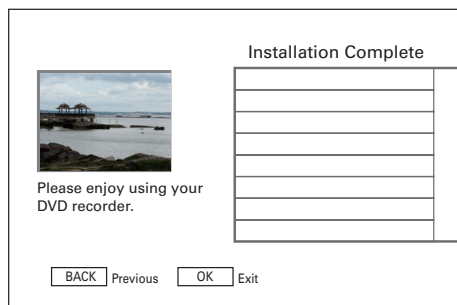 Installation Complete
Please enjoy using your
DVD recorder.
BACK Previous OK Exit